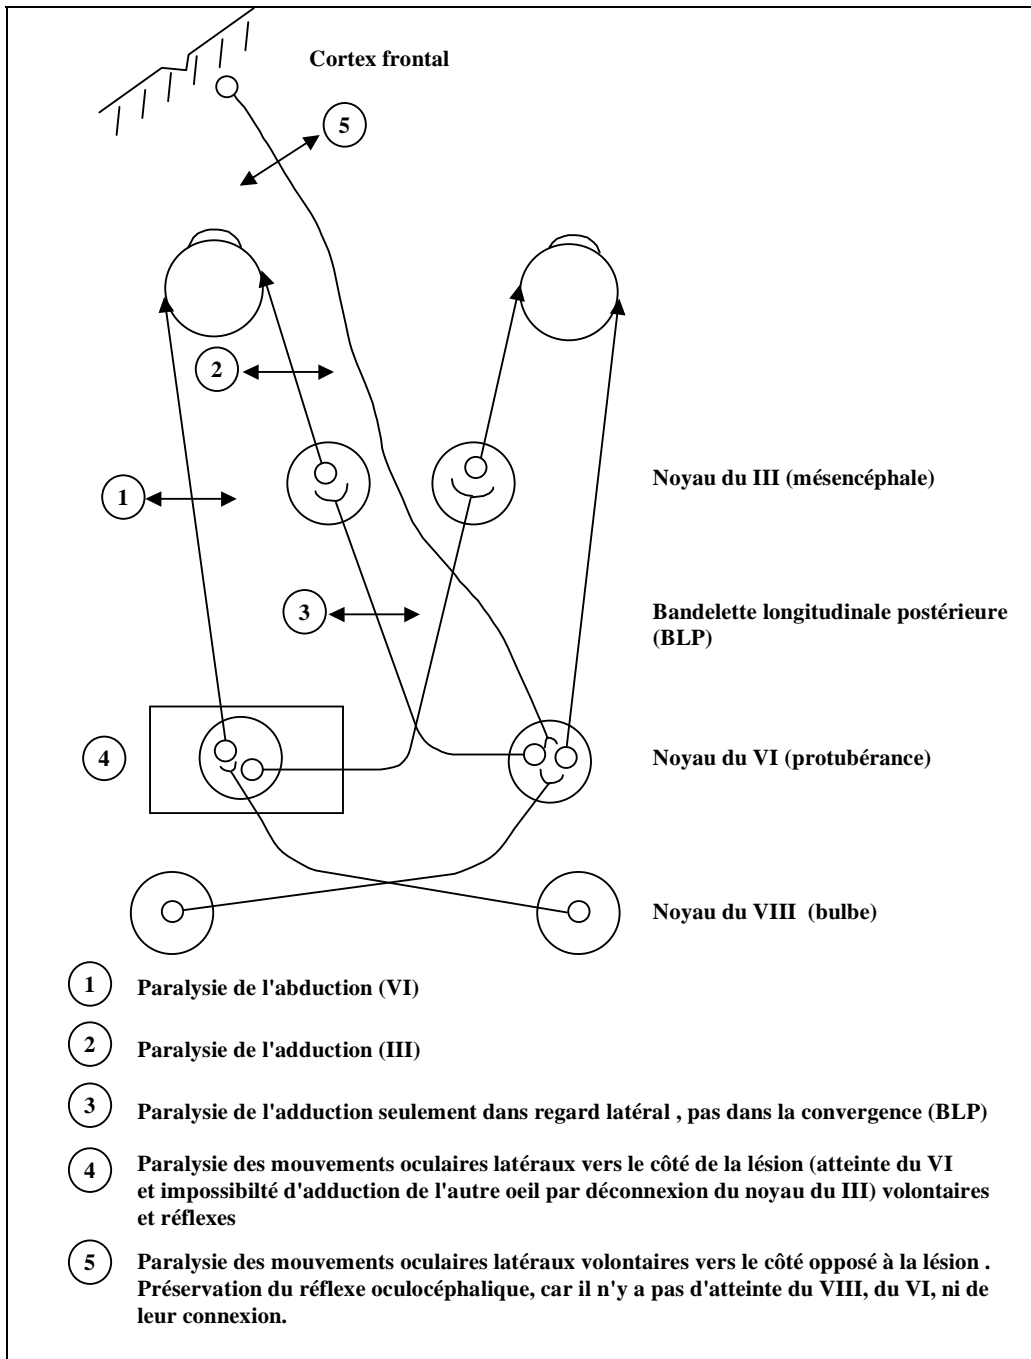 Cortex frontal
5
2
1
Noyau du III (mésencéphale)
3
Bandelette longitudinale postérieure
(BLP)
4
Noyau du VI (protubérance)
Noyau du VIII (bulbe)
1 Paralysie de l'abduction (VI)
2 Paralysie de l'adduction (III)
3 Paralysie de l'adduction seulement dans regard latéral , pas dans la convergence (BLP)
4 Paralysie des mouvements oculaires latéraux vers le côté de la lésion (atteinte du VI
et impossibilté d'adduction de l'autre oeil par déconnexion du noyau du III) volontaires
et réflexes
5 Paralysie des mouvements oculaires latéraux volontaires vers le côté opposé à la lésion .
Préservation du réflexe oculocéphalique, car il n'y a pas d'atteinte du VIII, du VI, ni de
leur connexion.